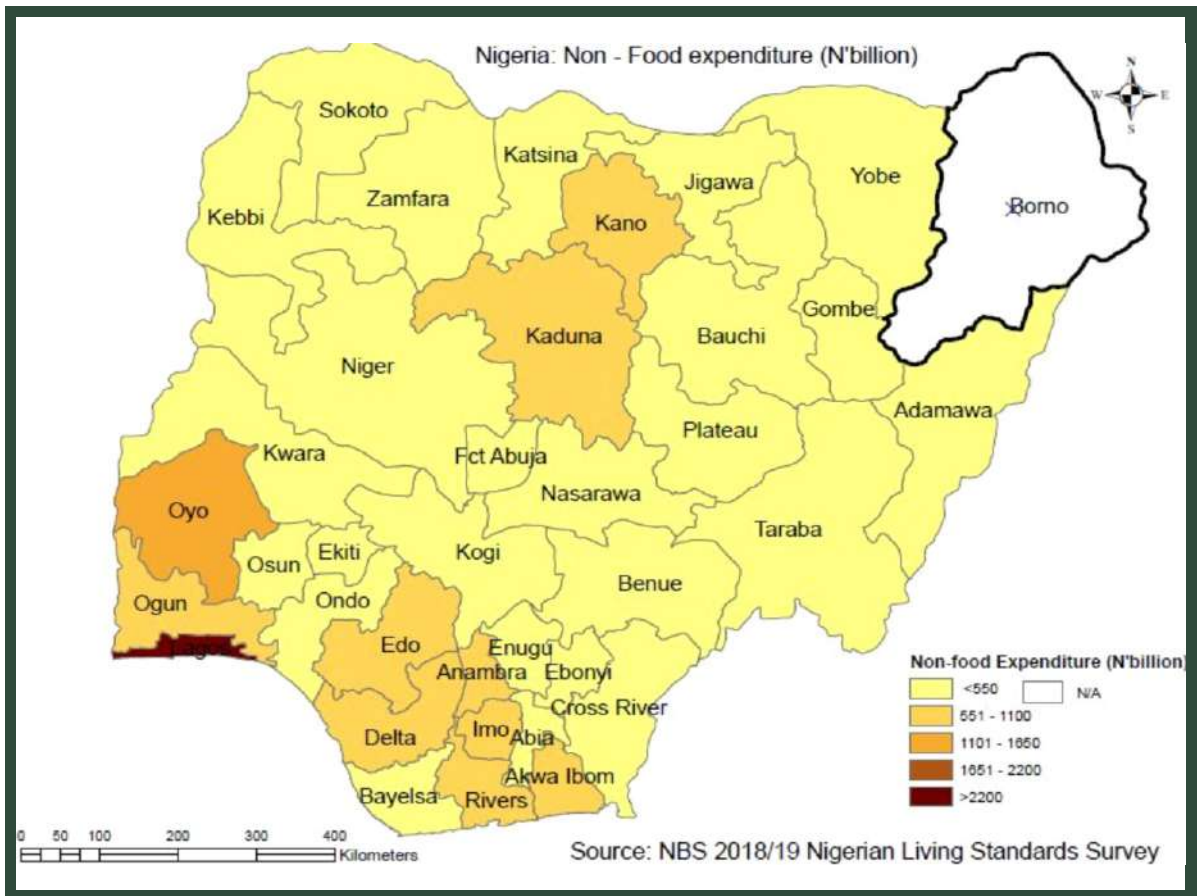 Nigeria: Non - Food expenditure (N'billion)
N
W E
S
Sokoto
Katsina
Jigawa
Yobe
Borno
Kebbi
Zamfara
Kano
Gombe
Kaduna
Bauchi
Niger
Adamawa
Plateau
Kwara
Fct Abuja
Nasarawa
Oyo
Taraba
Osun
Ekiti
Kogi
Benue
Ogun
Ondo
Edo
Lagos
Enugu
Anambra
Ebonyi
Cross River
Delta
Imo
Abia
Akwa Ibom
Bayelsa
Rivers
Non-food Expenditure (N'billion)
<550 N/A
551 - 1100
1101 - 1650
1651 - 2200
>2200
0 50 100 200 300 400
Kilometers
Source: NBS 2018/19 Nigerian Living Standards Survey